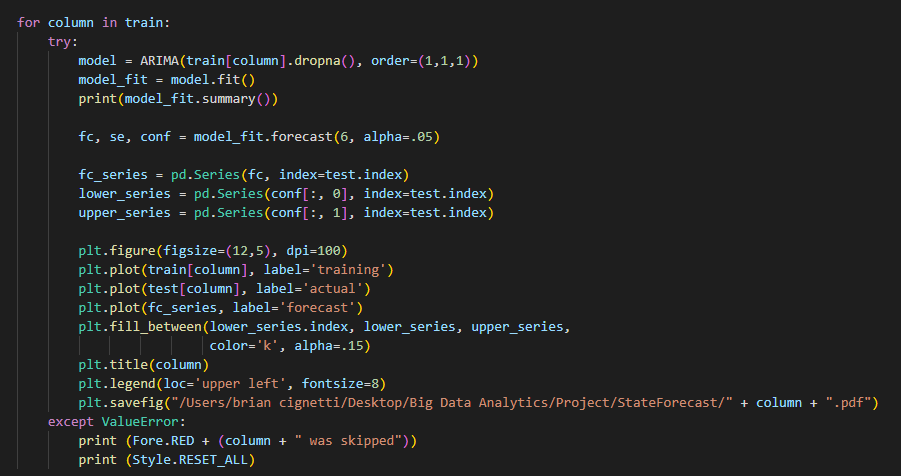 for column in train:
    try:
        model = ARIMA(train[column].dropna(), order=(1,1,1))
        model_fit = model.fit()
        print(model_fit.summary())

        fc, se, conf = model_fit.forecast(6, alpha=.05)

        fc_series = pd.Series(fc, index=test.index)
        lower_series = pd.Series(conf[:, 0], index=test.index)
        upper_series = pd.Series(conf[:, 1], index=test.index)

        plt.figure(figsize=(12,5), dpi=100)
        plt.plot(train[column], label='training')
        plt.plot(test[column], label='actual')
        plt.plot(fc_series, label='forecast')
        plt.fill_between(lower_series.index, lower_series, upper_series,
                         color='k', alpha=.15)
        plt.title(column)
        plt.legend(loc='upper left', fontsize=8)
        plt.savefig("/Users/brian cignetti/Desktop/Big Data Analytics/Project/StateForecast/" + column + ".pdf")
    except ValueError:
        print (Fore.RED + (column + " was skipped"))
        print (Style.RESET_ALL)